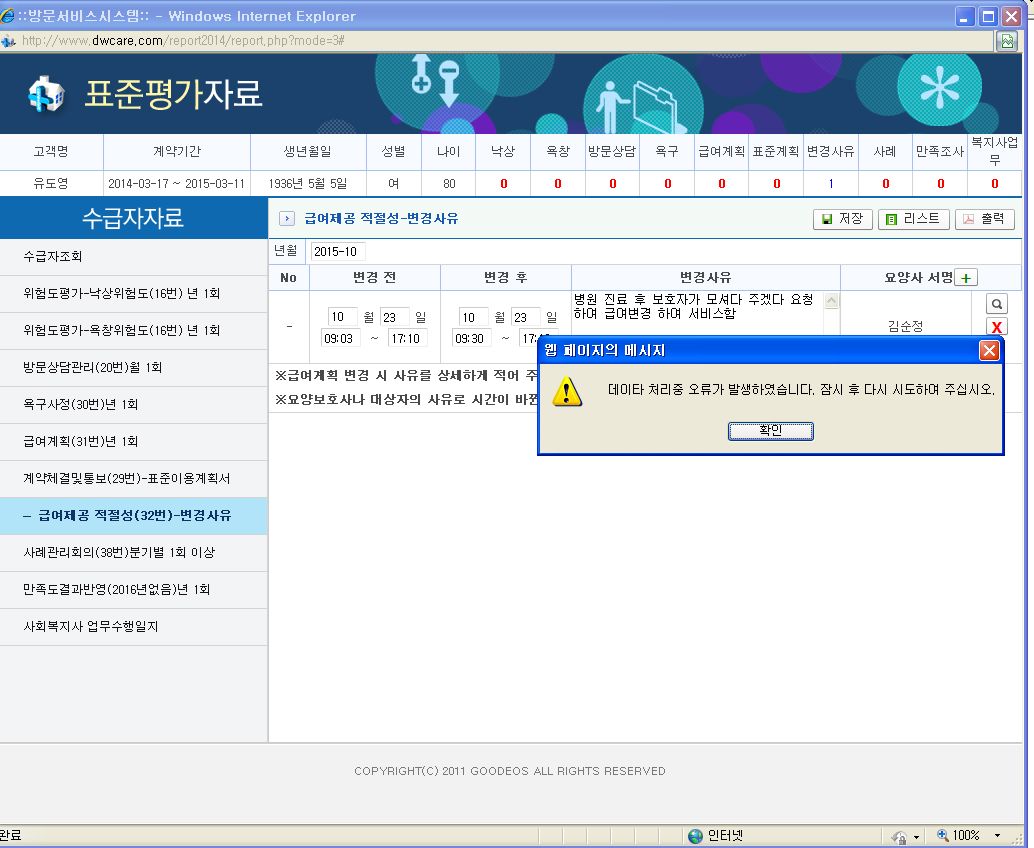 ::방문서비스시스템:: - Windows Internet Explorer
http://www.dwcare.com/report2014/report.php?mode=3#
표준평가자료
고객명 계약기간 생년월일 성별 나이 낙상 욕창 방문상담 욕구 급여계획 표준계획 변경사유 사례 만족조사 복지사업무
유도영 2014-03-17 ~ 2015-03-11 1936년 5월 5일 여 80 0 0 0 0 0 0 1 0 0 0
수급자자료
수급자조회
위험도평가-낙상위험도(16번) 년 1회
위험도평가-욕창위험도(16번) 년 1회
방문상담관리(20번)월 1회
욕구사정(30번)년 1회
급여계획(31번)년 1회
계약체결및통보(29번)-표준이용계획서
- 급여제공 적절성(32번)-변경사유
사례관리회의(38번)분기별 1회 이상
만족도결과반영(2016년없음)년 1회
사회복지사 업무수행일지
급여제공 적절성-변경사유 저장 리스트 출력
년월 2015-10
No 변경 전 변경 후 변경사유 요양사 서명 +
- 10 월 23 일 10 월 23 일 병원 진료 후 보호자가 모셔다 주겠다 요청
하여 급여변경 하여 서비스함
김순정
X
09:03 ~ 17:10 09:30 ~
※급여계획 변경 시 사유를 상세하게 적어 주
※요양보호사나 대상자의 사유로 시간이 바뀐
웹 페이지의 메시지
데이타 처리중 오류가 발생하였습니다. 잠시 후 다시 시도하여 주십시오.
확인
COPYRIGHT(C) 2011 GOODEOS ALL RIGHTS RESERVED
완료 인터넷 100%